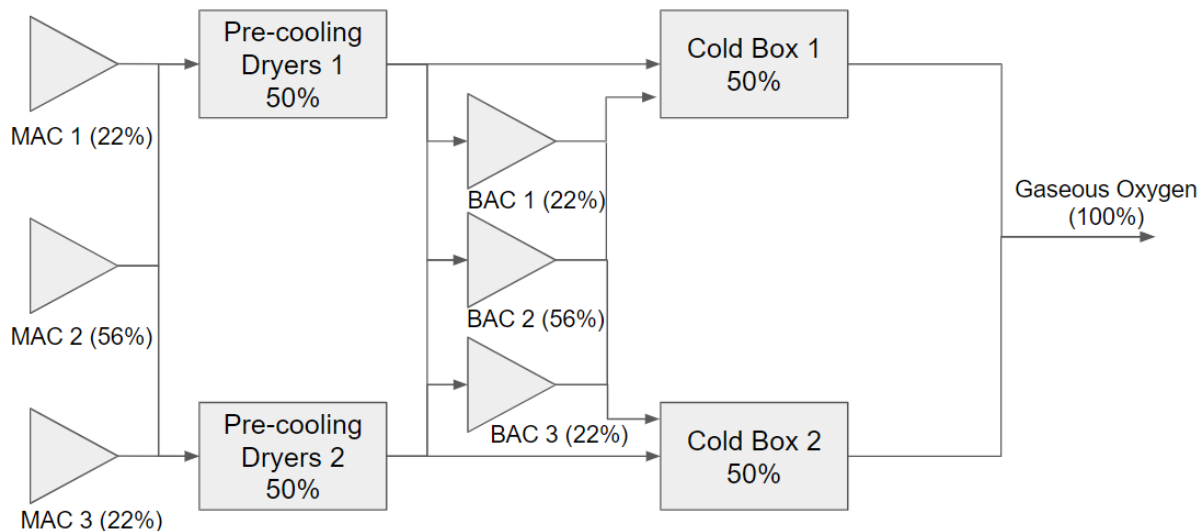 Pre-cooling
Dryers 1
50%
Cold Box 1
50%
MAC 1 (22%)
BAC 1 (22%)
Gaseous Oxygen
(100%)
MAC 2 (56%)
BAC 2 (56%)
Pre-cooling
Dryers 2
50%
BAC 3 (22%)
Cold Box 2
50%
MAC 3 (22%)